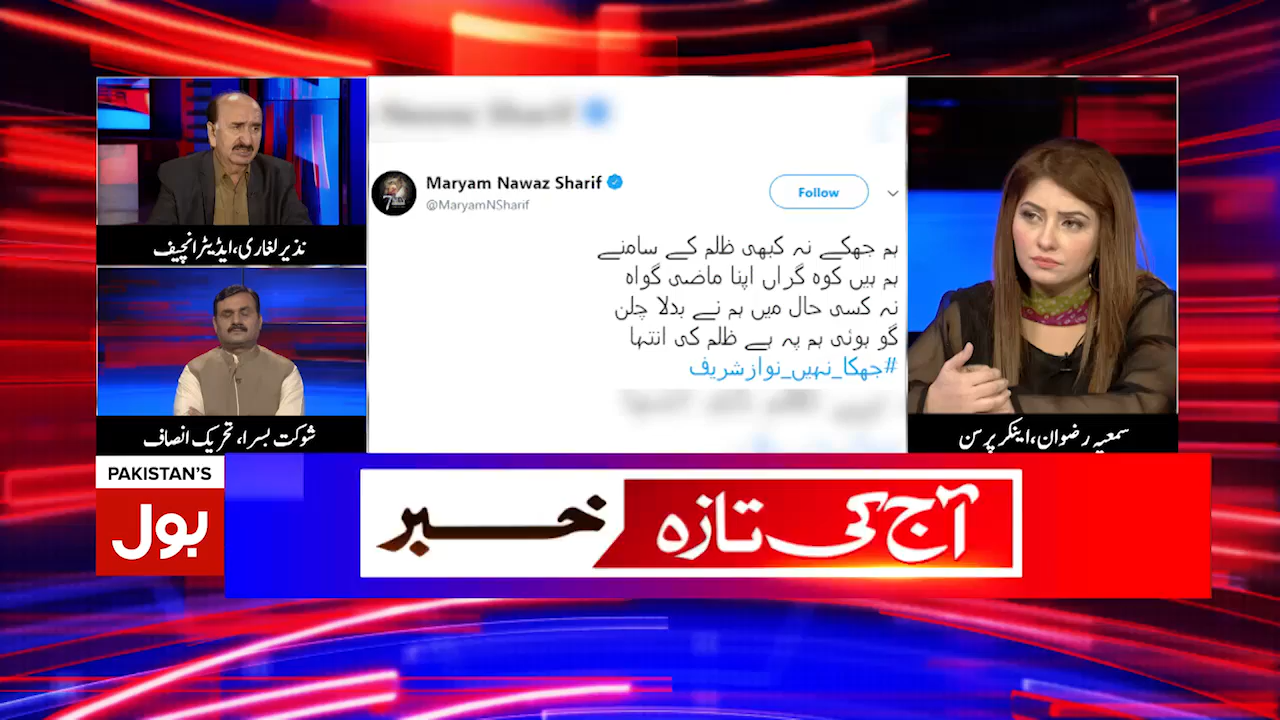 Maryam Nawaz Sharif
@MaryamNSharif
Follow
ہم جھکے نہ کبھی ظلم کے سامنے
ہم ہیں کوہ گراں اپنا ماضی گواہ
نہ کسی حال میں ہم نے بدلا چلن
گو ہوئی ہم پہ ہے ظلم کی انتہا
#جھکا_نہیں_نوازشریف
نذیر لغاری، ایڈیٹر انچیف
شوکت بسرا، تحریک انصاف
سمعیہ رضوان، اینکر پرسن
PAKISTAN'S
بول
آج کی تازہ خبر